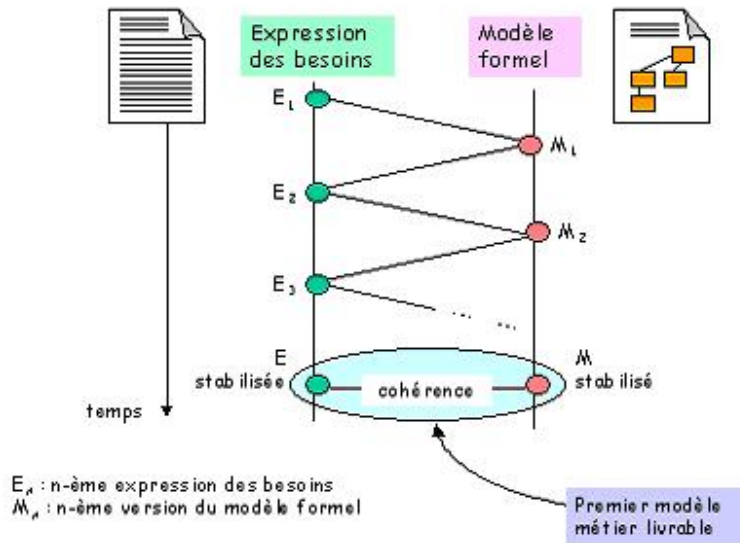 Expression
des besoins
Modèle
formel
E₁
M₁
E₂
M₂
E₃
...
E
stabilisée
M
stabilisé
cohérence
temps
Eₙ : n-ème expression des besoins
Mₙ : n-ème version du modèle formel
Premier modèle
métier livrable